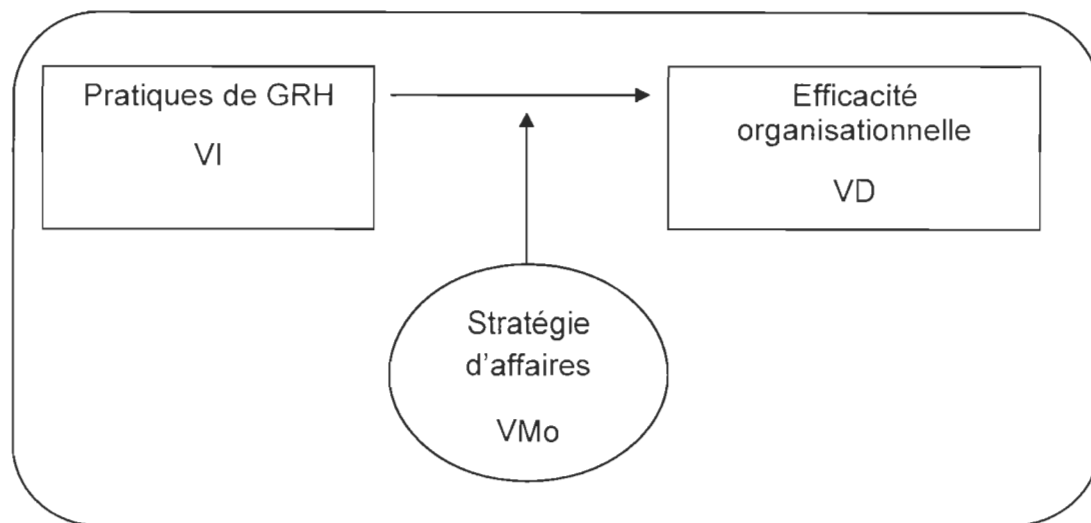 Pratiques de GRH
VI
Efficacité
organisationnelle
VD
Stratégie
d'affaires
VMo